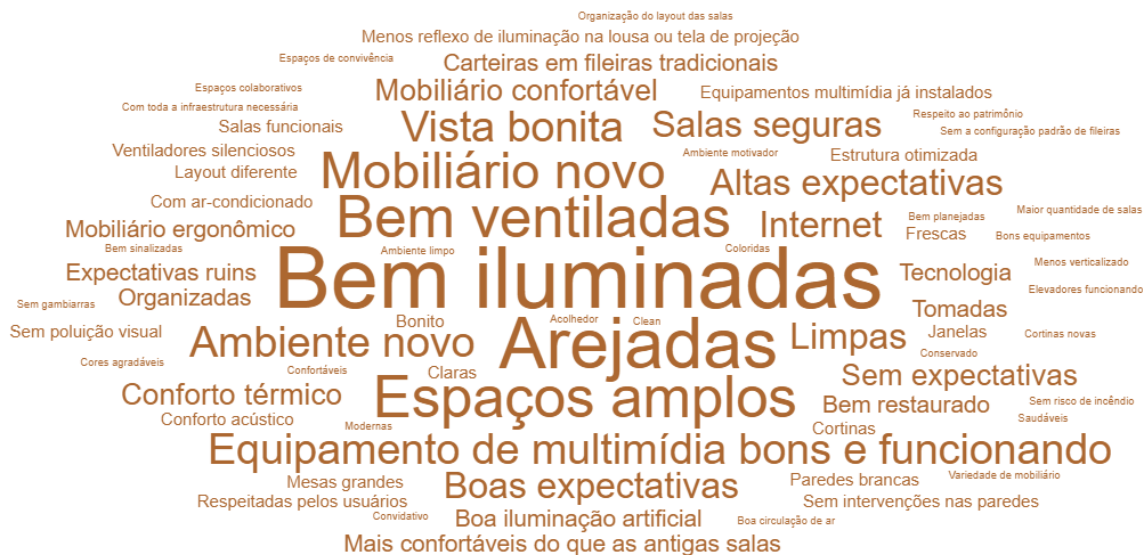 Organização do layout das salas
Menos reflexo de iluminação na lousa ou tela de projeção
Espaços de convivência
Carteiras em fileiras tradicionais
Espaços colaborativos
Mobiliário confortável
Equipamentos multimídia já instalados
Com toda a infraestrutura necessária
Salas funcionais
Vista bonita
Salas seguras
Respeito ao patrimônio
Sem a configuração padrão de fileiras
Ventiladores silenciosos
Layout diferente
Mobiliário novo
Ambiente motivador
Estrutura otimizada
Altas expectativas
Com ar-condicionado
Mobiliário ergonômico
Bem ventiladas
Internet
Bem planejadas
Frescas
Maior quantidade de salas
Bons equipamentos
Bem sinalizadas
Ambiente limpo
Coloridas
Menos verticalizado
Expectativas ruins
Bem iluminadas
Tecnologia
Elevadores funcionando
Sem gambiarras
Organizadas
Tomadas
Sem poluição visual
Bonito
Acolhedor
Clean
Ambiente novo
Arejadas
Limpas
Janelas
Cortinas novas
Cores agradáveis
Confortáveis
Claras
Conservado
Sem expectativas
Conforto térmico
Espaços amplos
Bem restaurado
Sem risco de incêndio
Saudáveis
Conforto acústico
Modernas
Cortinas
Equipamento de multimídia bons e funcionando
Mesas grandes
Boas expectativas
Paredes brancas
Variedade de mobiliário
Respeitadas pelos usuários
Sem intervenções nas paredes
Convidativo
Boa iluminação artificial
Boa circulação de ar
Mais confortáveis do que as antigas salas